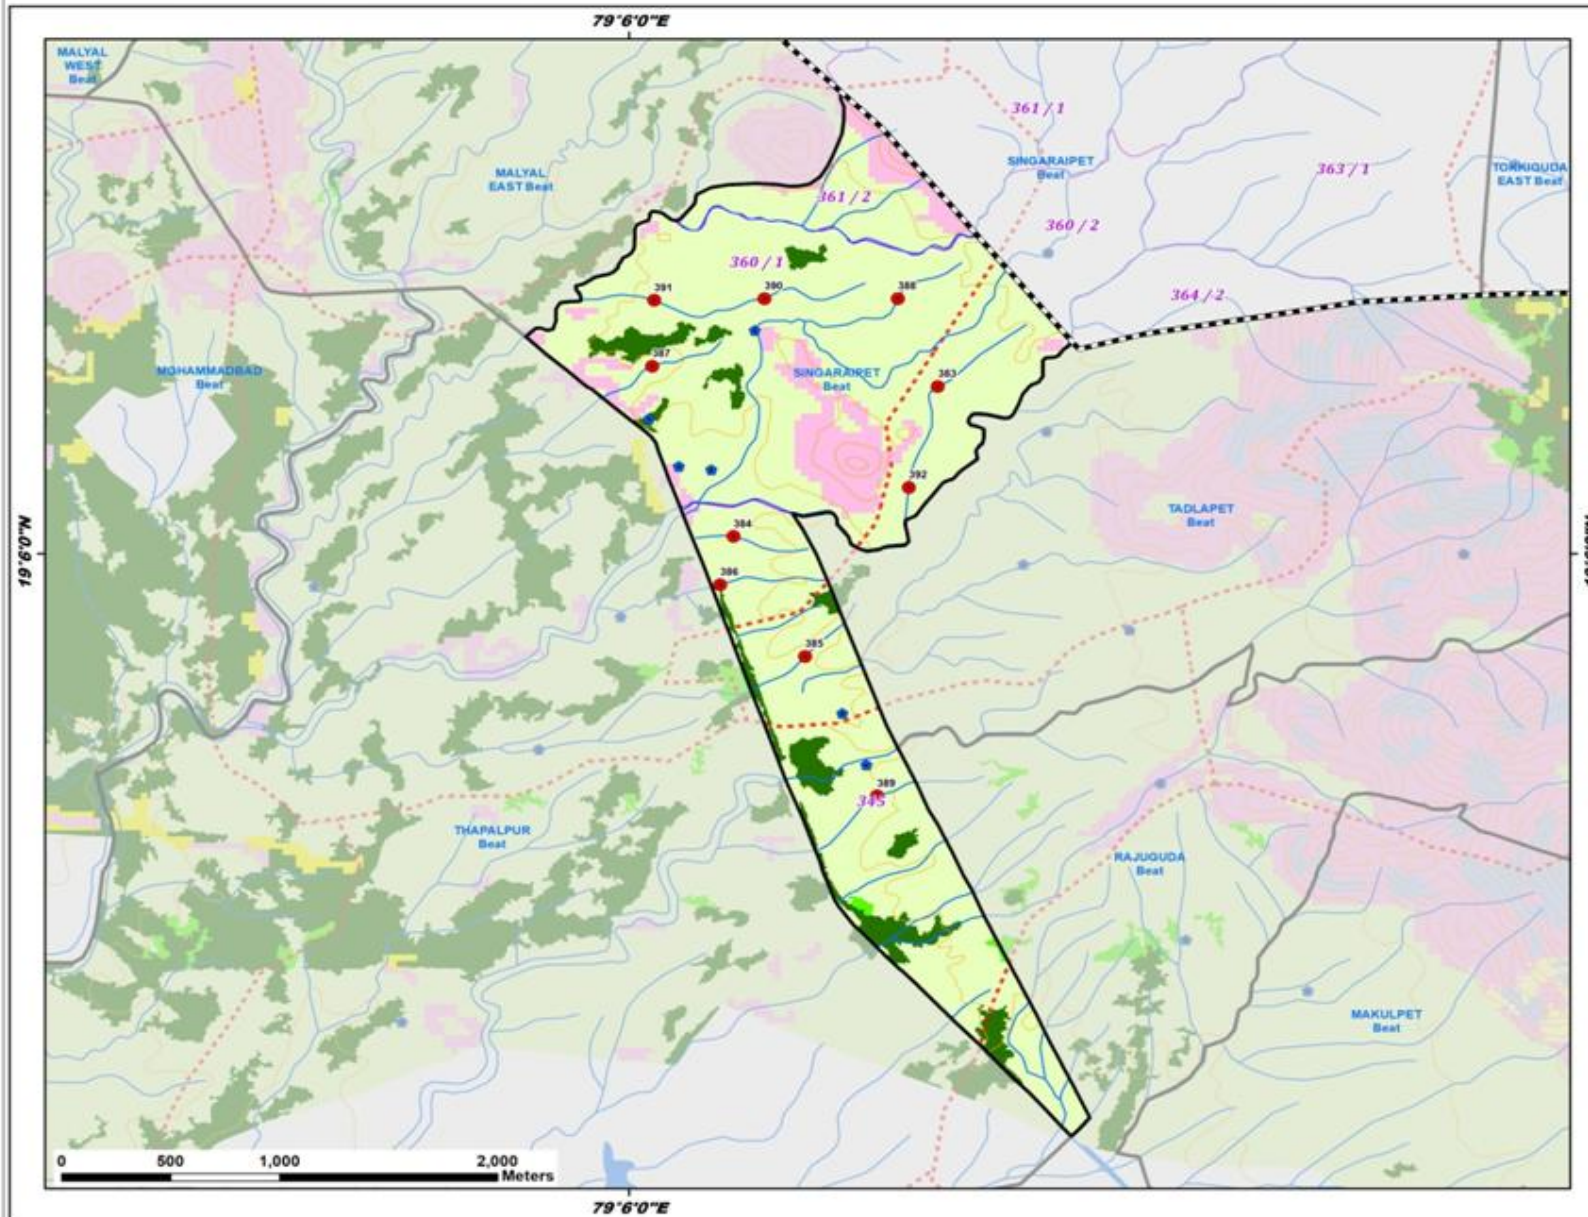 79°6'0"E
MALYAL
WEST
Beat
361 / 1
SINGARAIPET
Beat
363 / 1
TOKKIGUDA
EAST Beat
MALYAL
EAST Beat
361 / 2
360 / 2
360 / 1
364 / 2
391
390
388
387
MOHAMMADBAD
Beat
SINGARAIPET
Beat
383
392
TADLAPET
Beat
384
19°6'0"N
386
385
389
345
THAPALPUR
Beat
RAJUGUDA
Beat
MAKULPET
Beat
0 500 1,000 2,000
Meters
79°6'0"E